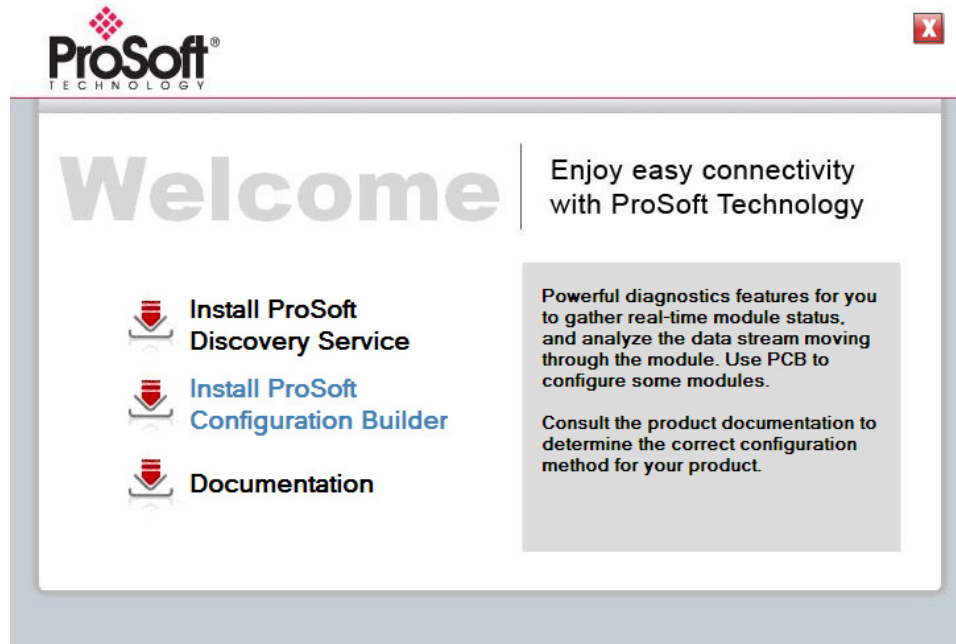 ProSoft®
TECHNOLOGY
X
Welcome
Enjoy easy connectivity
with ProSoft Technology
Install ProSoft
Discovery Service
Install ProSoft
Configuration Builder
Documentation
Powerful diagnostics features for you
to gather real-time module status,
and analyze the data stream moving
through the module. Use PCB to
configure some modules.
Consult the product documentation to
determine the correct configuration
method for your product.